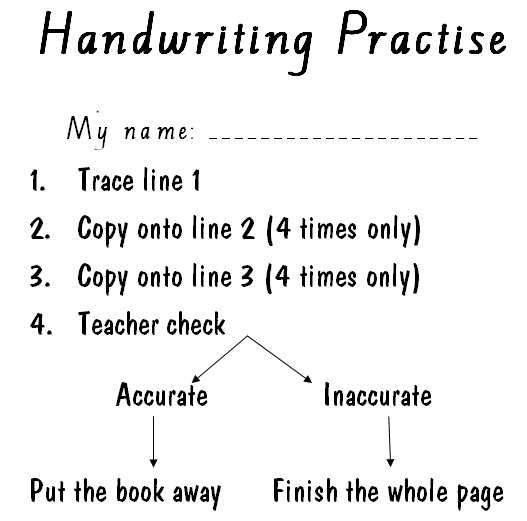 Handwriting Practise
My name: _ _ _ _ _ _ _ _ _ _ _ _ _ _ _ _ _ _ _ _ _
1. Trace line 1
2. Copy onto line 2 (4 times only)
3. Copy onto line 3 (4 times only)
4. Teacher check
Accurate Inaccurate
Put the book away Finish the whole page